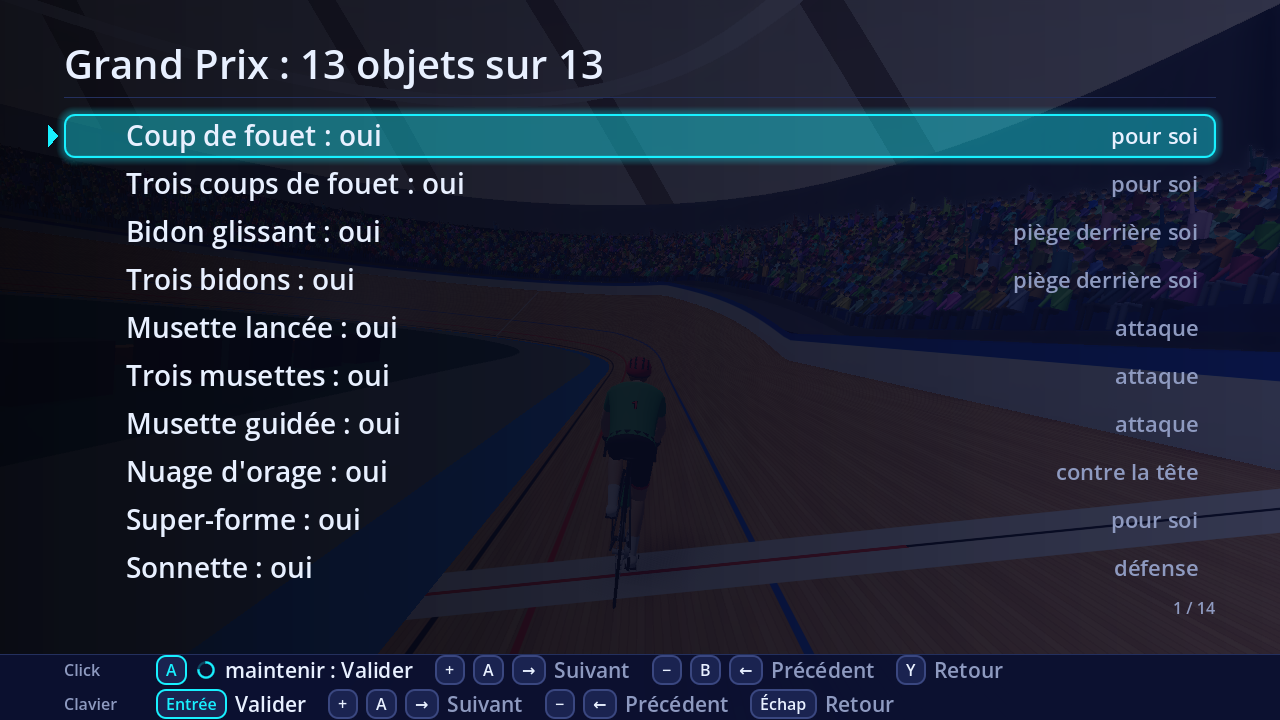 Grand Prix : 13 objets sur 13
Coup de fouet : oui pour soi
Trois coups de fouet : oui pour soi
Bidon glissant : oui piège derrière soi
Trois bidons : oui piège derrière soi
Musette lancée : oui attaque
Trois musettes : oui attaque
Musette guidée : oui attaque
Nuage d'orage : oui contre la tête
Super-forme : oui pour soi
Sonnette : oui défense
1 / 14
Click A maintenir : Valider + A → Suivant − B ← Précédent Y Retour
Clavier Entrée Valider + A → Suivant − ← Précédent Échap Retour